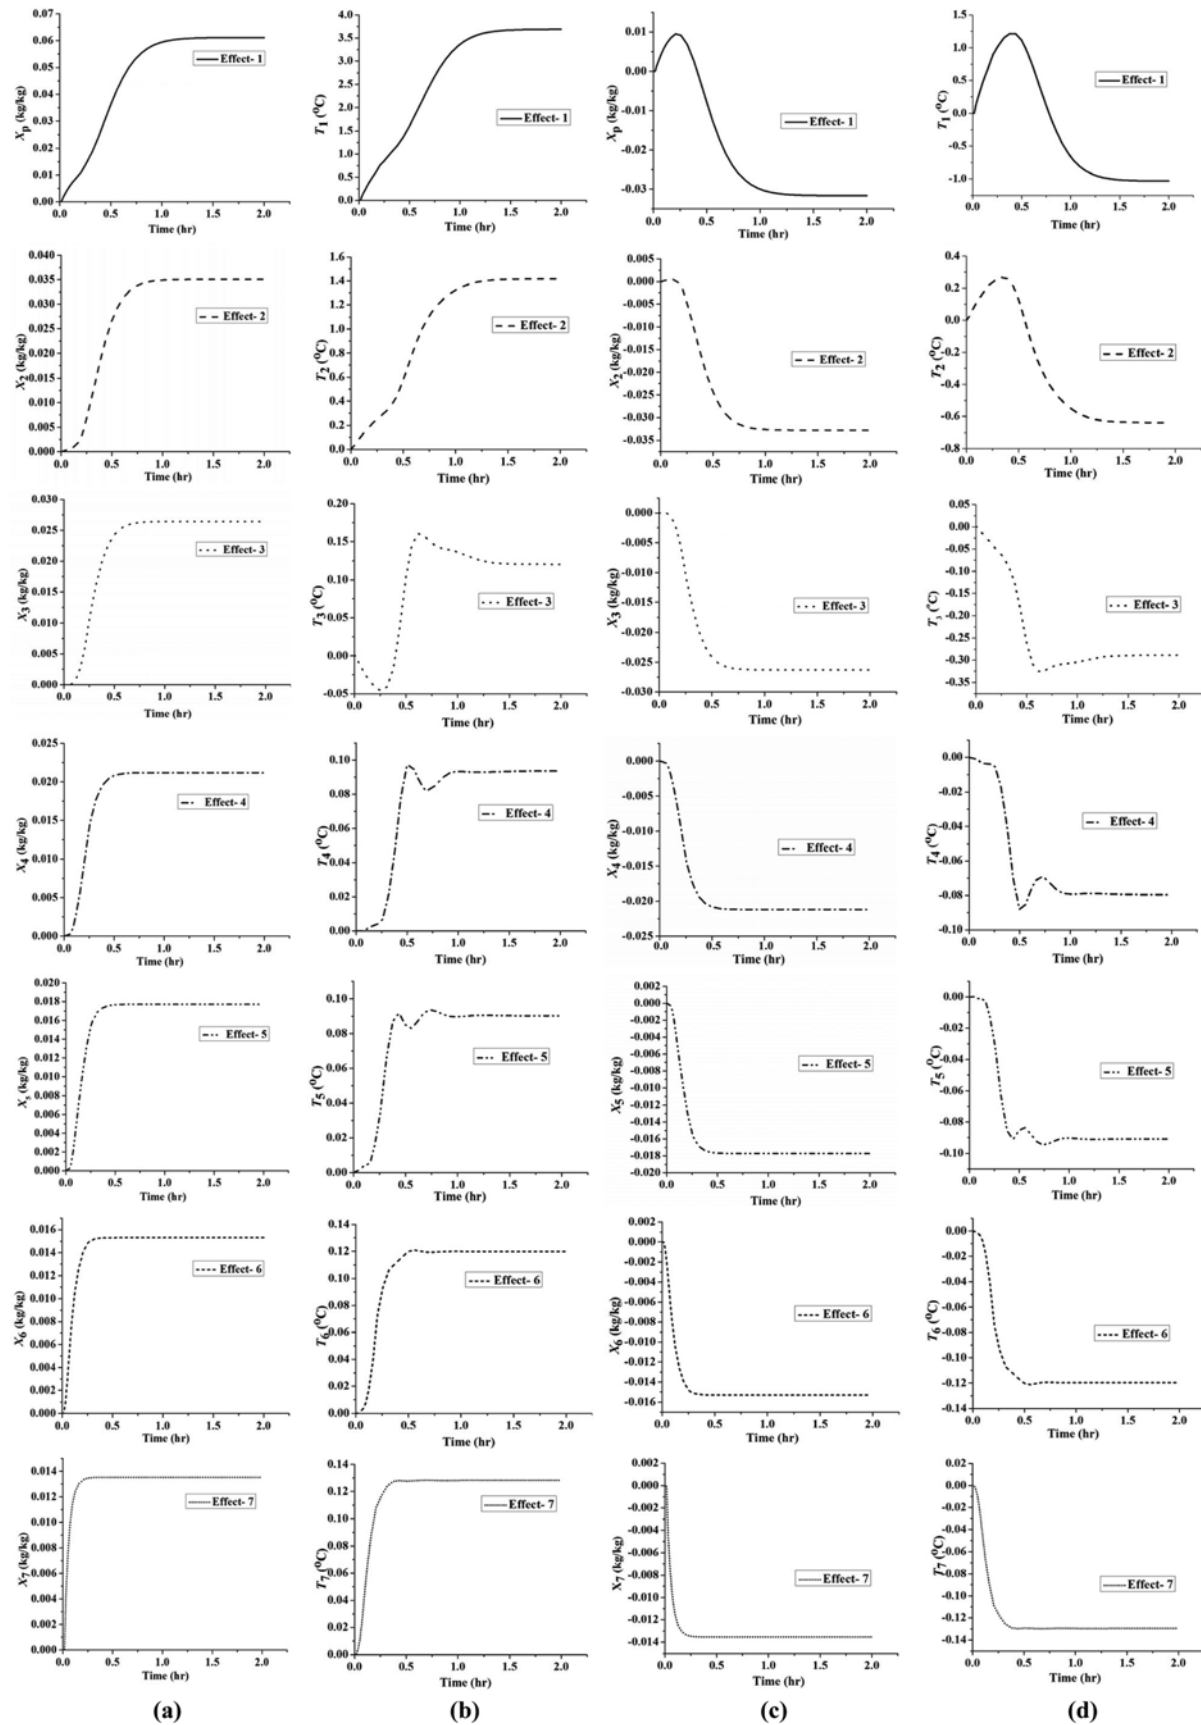 X_p (kg/kg)
0.07
0.06
0.05
0.04
0.03
0.02
0.01
0.00
Effect- 1
0.0 0.5 1.0 1.5 2.0
Time (hr)
T_1 (°C)
4.0
3.5
3.0
2.5
2.0
1.5
1.0
0.5
0.0
Effect- 1
0.0 0.5 1.0 1.5 2.0
Time (hr)
X_p (kg/kg)
0.01
0.00
-0.01
-0.02
-0.03
Effect- 1
0.0 0.5 1.0 1.5 2.0
Time (hr)
T_1 (°C)
1.5
1.0
0.5
0.0
-0.5
-1.0
Effect- 1
0.0 0.5 1.0 1.5 2.0
Time (hr)
X_2 (kg/kg)
0.040
0.035
0.030
0.025
0.020
0.015
0.010
0.005
0.000
Effect- 2
0.0 0.5 1.0 1.5 2.0
Time (hr)
T_2 (°C)
1.6
1.4
1.2
1.0
0.8
0.6
0.4
0.2
0.0
Effect- 2
0.0 0.5 1.0 1.5 2.0
Time (hr)
X_2 (kg/kg)
0.005
0.000
-0.005
-0.010
-0.015
-0.020
-0.025
-0.030
-0.035
Effect- 2
0.0 0.5 1.0 1.5 2.0
Time (hr)
T_2 (°C)
0.4
0.2
0.0
-0.2
-0.4
-0.6
-0.8
Effect- 2
0.0 0.5 1.0 1.5 2.0
Time (hr)
X_3 (kg/kg)
0.030
0.025
0.020
0.015
0.010
0.005
0.000
Effect- 3
0.0 0.5 1.0 1.5 2.0
Time (hr)
T_3 (°C)
0.20
0.15
0.10
0.05
0.00
-0.05
Effect- 3
0.0 0.5 1.0 1.5 2.0
Time (hr)
X_3 (kg/kg)
0.000
-0.005
-0.010
-0.015
-0.020
-0.025
-0.030
Effect- 3
0.0 0.5 1.0 1.5 2.0
Time (hr)
T_3 (°C)
0.05
0.00
-0.05
-0.10
-0.15
-0.20
-0.25
-0.30
-0.35
Effect- 3
0.0 0.5 1.0 1.5 2.0
Time (hr)
X_4 (kg/kg)
0.025
0.020
0.015
0.010
0.005
0.000
Effect-4
0.0 0.5 1.0 1.5 2.0
Time (hr)
T_4 (°C)
0.10
0.08
0.06
0.04
0.02
0.00
Effect- 4
0.0 0.5 1.0 1.5 2.0
Time (hr)
X_4 (kg/kg)
0.000
-0.005
-0.010
-0.015
-0.020
-0.025
Effect- 4
0.0 0.5 1.0 1.5 2.0
Time (hr)
T_4 (°C)
0.00
-0.02
-0.04
-0.06
-0.08
-0.10
Effect- 4
0.0 0.5 1.0 1.5 2.0
Time (hr)
X_s (kg/kg)
0.020
0.018
0.016
0.014
0.012
0.010
0.008
0.006
0.004
0.002
0.000
Effect- 5
0.0 0.5 1.0 1.5 2.0
Time (hr)
T_5 (°C)
0.10
0.08
0.06
0.04
0.02
0.00
Effect- 5
0.0 0.5 1.0 1.5 2.0
Time (hr)
X_5 (kg/kg)
0.002
0.000
-0.002
-0.004
-0.006
-0.008
-0.010
-0.012
-0.014
-0.016
-0.018
-0.020
Effect- 5
0.0 0.5 1.0 1.5 2.0
Time (hr)
T_5 (°C)
0.00
-0.02
-0.04
-0.06
-0.08
-0.10
Effect- 5
0.0 0.5 1.0 1.5 2.0
Time (hr)
X_6 (kg/kg)
0.016
0.014
0.012
0.010
0.008
0.006
0.004
0.002
0.000
Effect- 6
0.0 0.5 1.0 1.5 2.0
Time (hr)
T_6 (°C)
0.14
0.12
0.10
0.08
0.06
0.04
0.02
0.00
Effect- 6
0.0 0.5 1.0 1.5 2.0
Time (hr)
X_6 (kg/kg)
0.002
0.000
-0.002
-0.004
-0.006
-0.008
-0.010
-0.012
-0.014
-0.016
Effect- 6
0.0 0.5 1.0 1.5 2.0
Time (hr)
T_6 (°C)
0.00
-0.02
-0.04
-0.06
-0.08
-0.10
-0.12
-0.14
Effect- 6
0.0 0.5 1.0 1.5 2.0
Time (hr)
X_7 (kg/kg)
0.014
0.012
0.010
0.008
0.006
0.004
0.002
0.000
Effect- 7
0.0 0.5 1.0 1.5 2.0
Time (hr)
T_7 (°C)
0.14
0.12
0.10
0.08
0.06
0.04
0.02
0.00
Effect- 7
0.0 0.5 1.0 1.5 2.0
Time (hr)
X_7 (kg/kg)
0.002
0.000
-0.002
-0.004
-0.006
-0.008
-0.010
-0.012
-0.014
Effect- 7
0.0 0.5 1.0 1.5 2.0
Time (hr)
T_7 (°C)
0.02
0.00
-0.02
-0.04
-0.06
-0.08
-0.10
-0.12
-0.14
Effect- 7
0.0 0.5 1.0 1.5 2.0
Time (hr)
(a) (b) (c) (d)